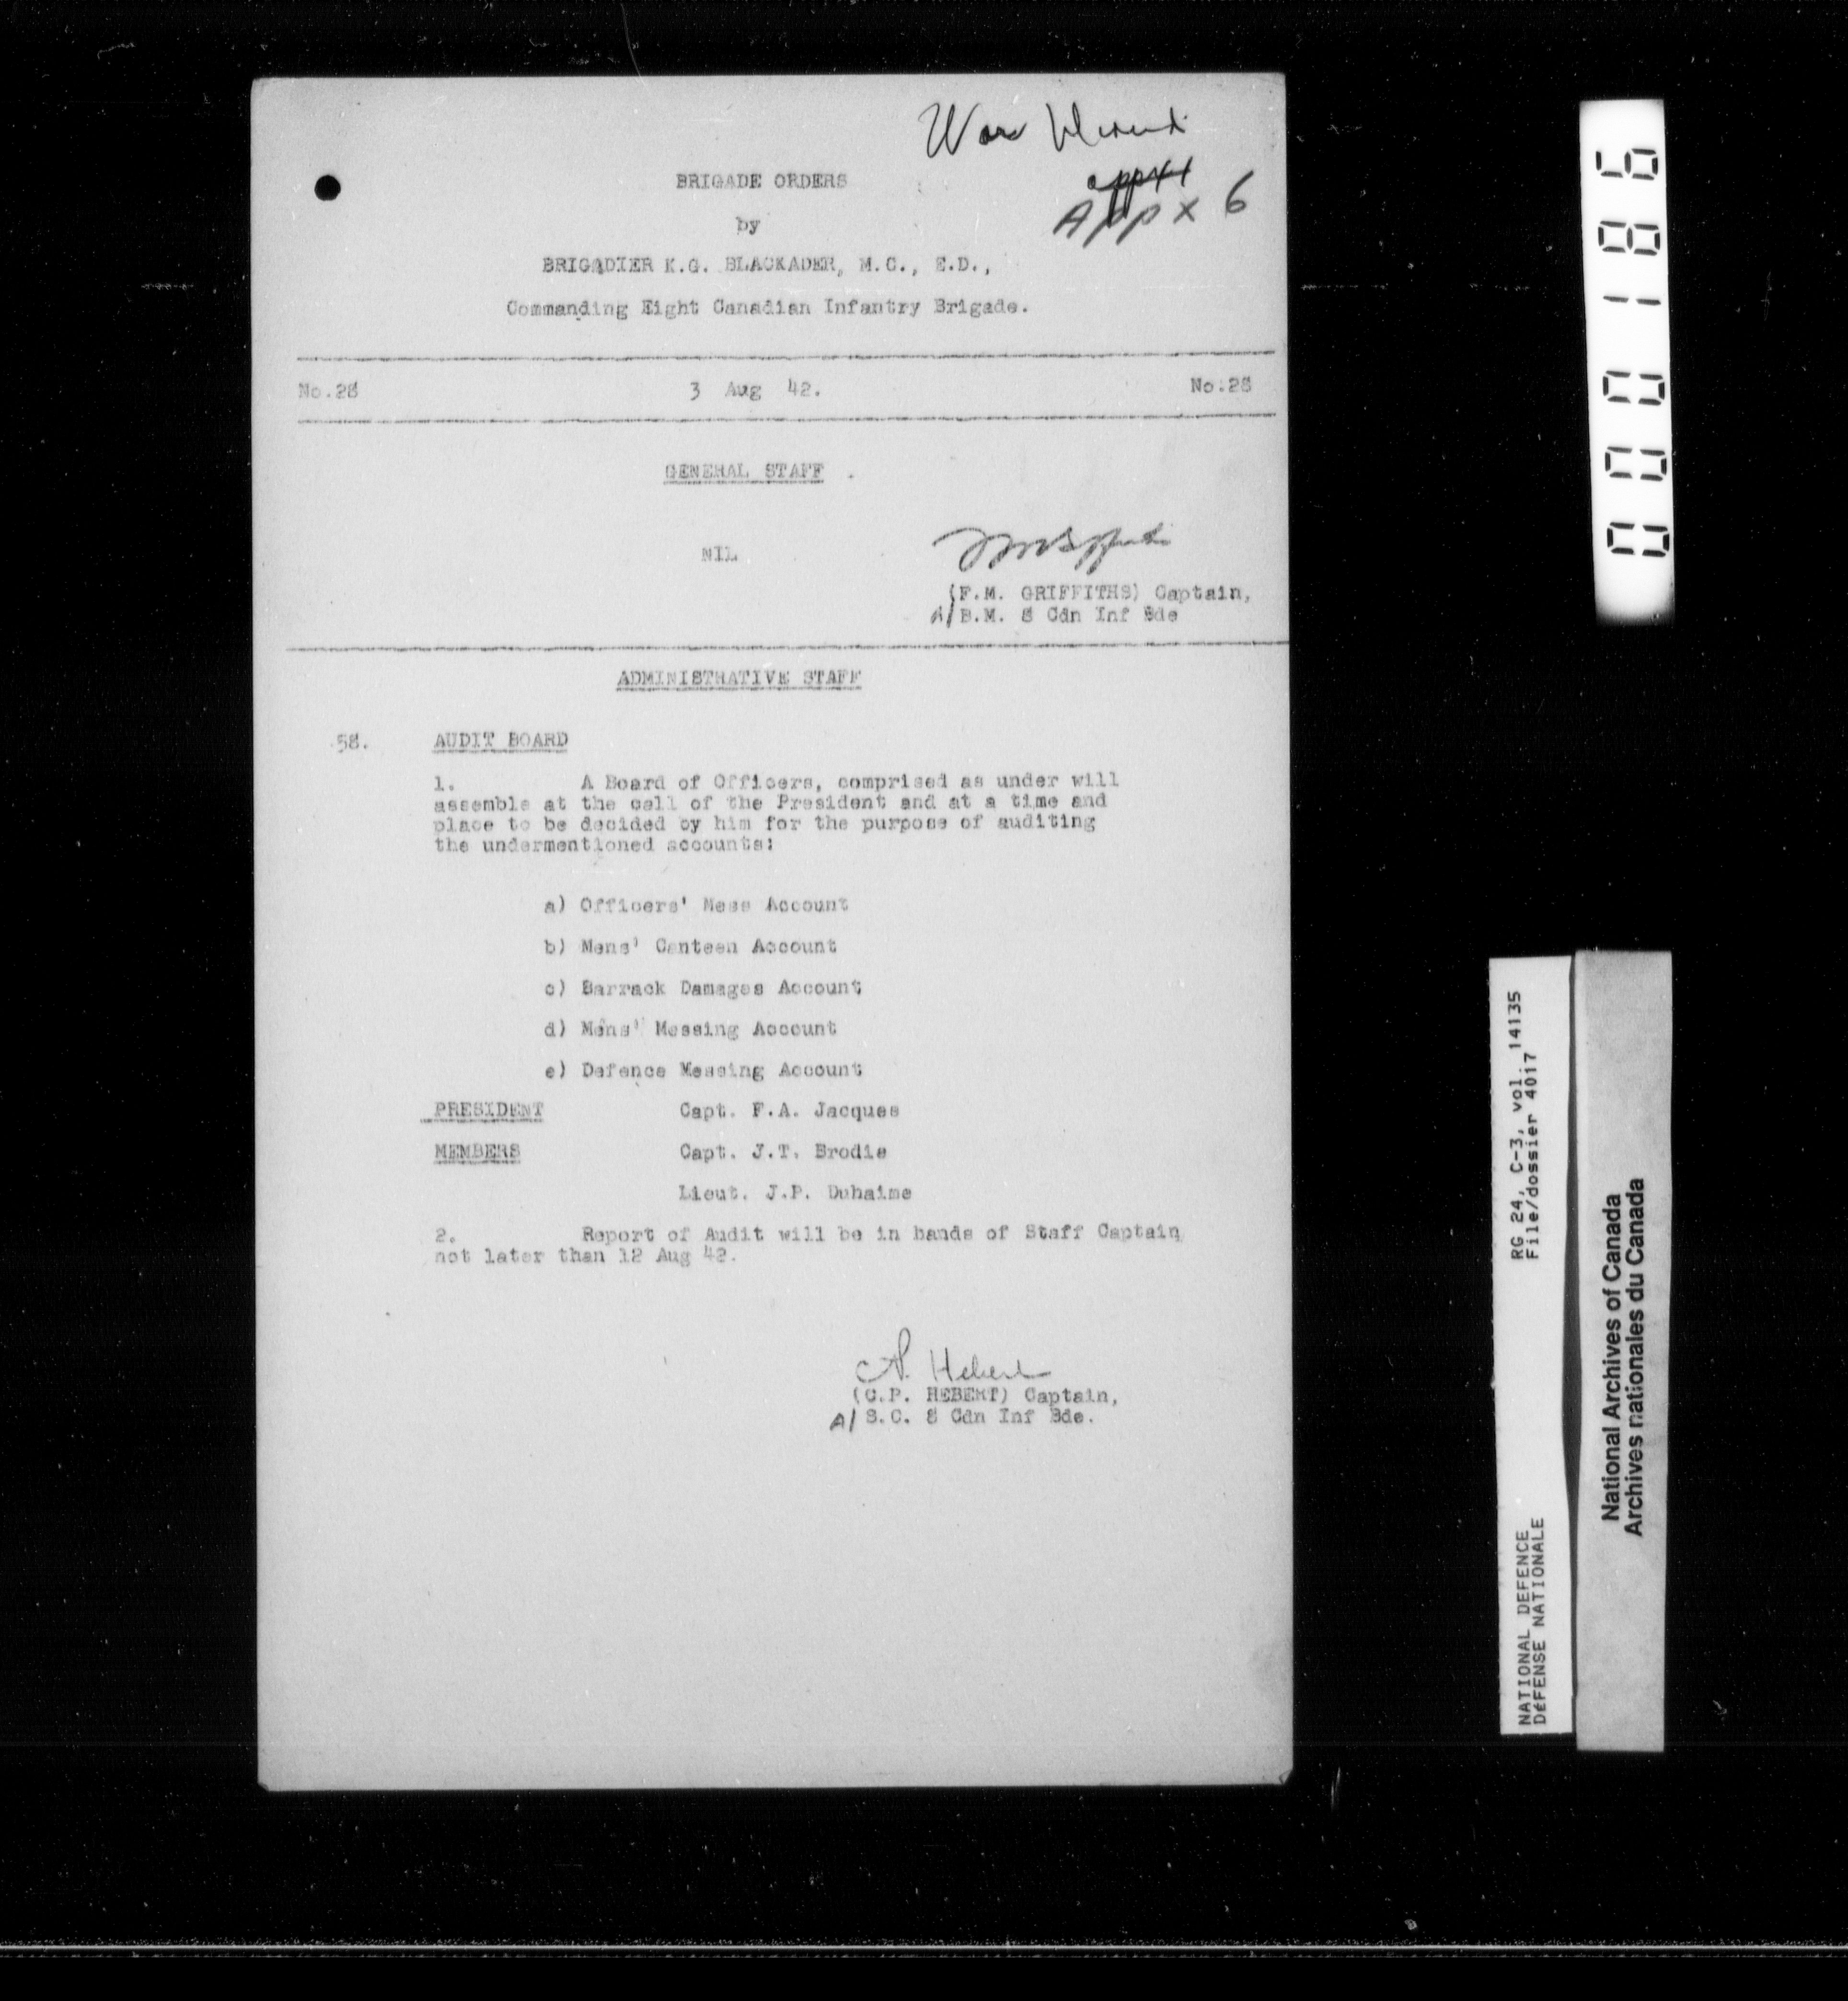 War Diary
App 41
App x 6
BRIGADE ORDERS
by
BRIGADIER K.G. BLACKADER, M.C., E.D.,
Commanding Eight Canadian Infantry Brigade.
No.28 3 Aug 42. No.28
GENERAL STAFF .
NIL
(F.M. GRIFFITHS) Captain,
A/ B.M. 8 Cdn Inf Bde
ADMINISTRATIVE STAFF
58. AUDIT BOARD
1. A Board of Officers, comprised as under will
assemble at the call of the President and at a time and
place to be decided by him for the purpose of auditing
the undermentioned accounts:
a) Officers' Mess Account
b) Mens' Canteen Account
c) Barrack Damages Account
d) Mens' Messing Account
e) Defence Messing Account
PRESIDENT Capt. F.A. Jacques
MEMBERS Capt. J.T. Brodie
Lieut. J.P. Duhaime
2. Report of Audit will be in hands of Staff Captain
not later than 12 Aug 42.
CP. Hebert
(C.P. HEBERT) Captain,
A/ S.C. 8 Cdn Inf Bde.
000186
RG 24, C-3, vol. 14135
File/dossier 4017
NATIONAL DEFENCE
DéFENSE NATIONALE
National Archives of Canada
Archives nationales du Canada